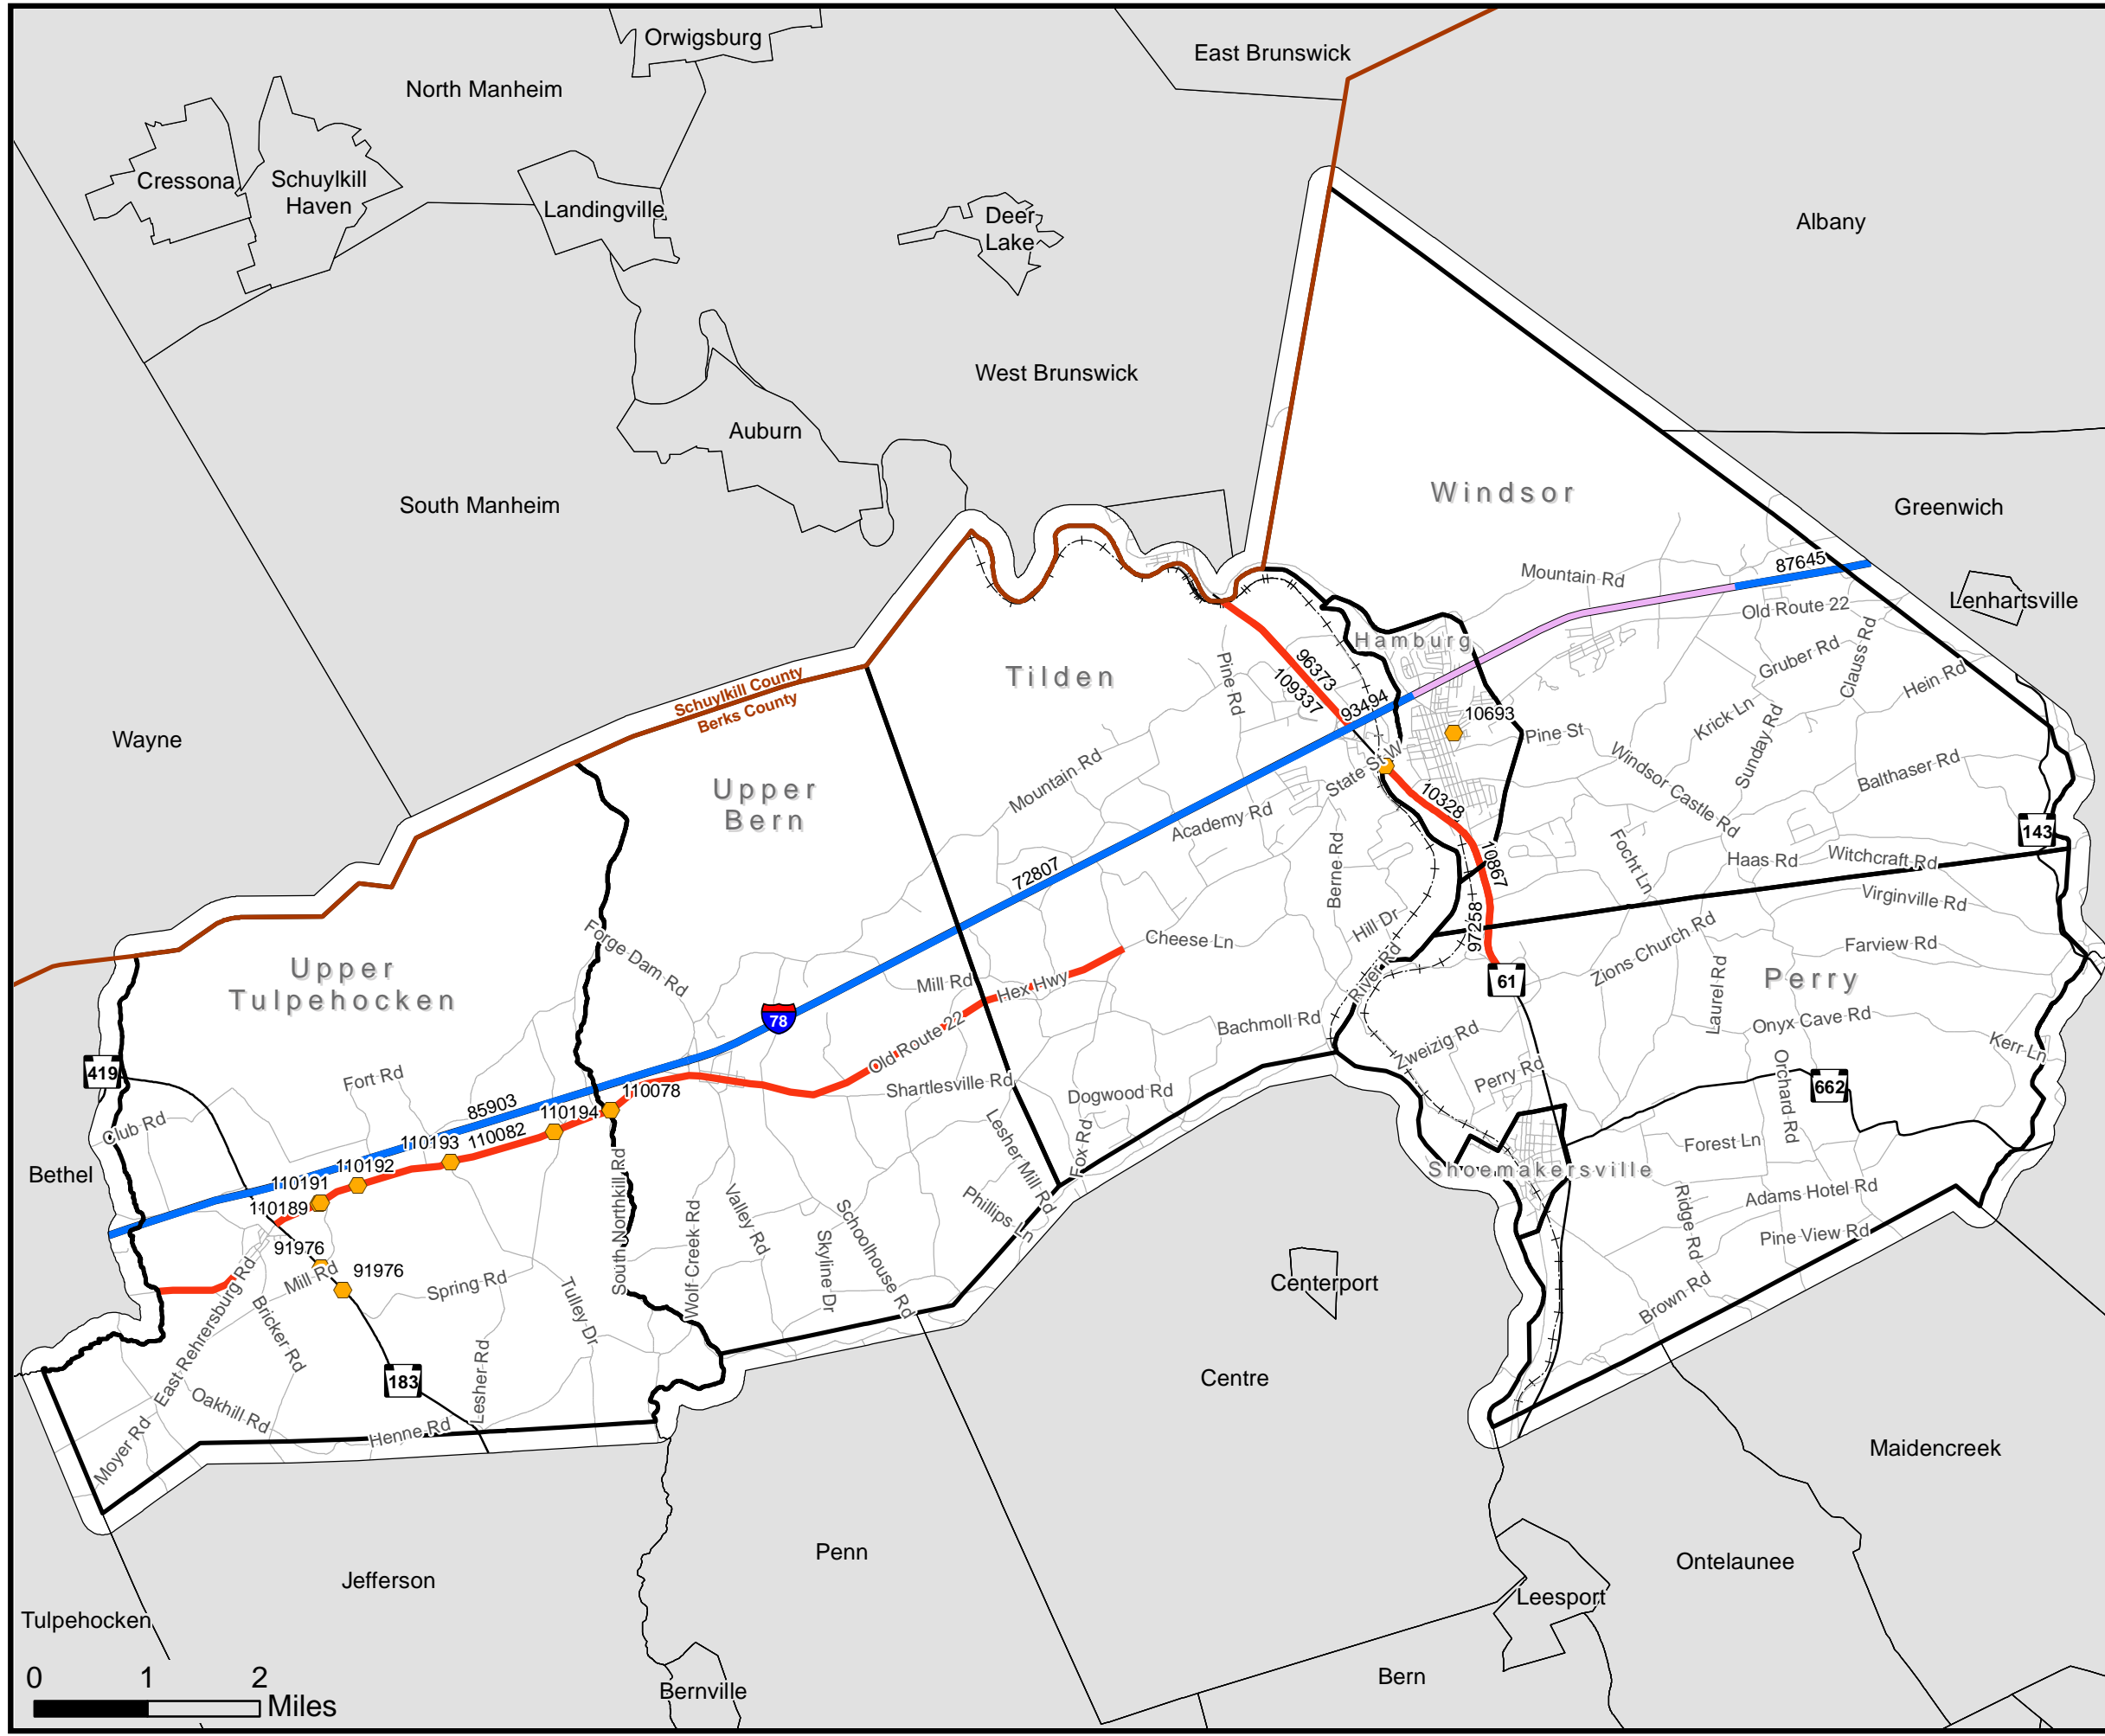 Orwigsburg
East Brunswick
North Manheim
Cressona
Schuylkill
Haven
Landingville
Deer
Lake
Albany
West Brunswick
Auburn
South Manheim
Windsor
Greenwich
87645
Mountain Rd
Old Route 22
Lenhartsville
Hamburg
Tilden
Pine Rd
96373
109337
93494
10693
Gruber Rd
Clauss Rd
Hein Rd
Schuylkill County
Berks County
Wayne
Krick Ln
Sunday Rd
Pine St
Windsor Castle Rd
Balthaser Rd
Upper
Bern
Mountain Rd
State St W
10328
Academy Rd
143
72807
Berne Rd
10867
Focht Ln
Haas Rd
Witchcraft Rd
Virginville Rd
97258
Hill Dr
Cheese Ln
Zions Church Rd
Farview Rd
Forge Dam Rd
Upper
Tulpehocken
Mill Rd
Hex Hwy
River Rd
61
Laurel Rd
Perry
78
Old Route 22
Bachmoll Rd
Onyx Cave Rd
Kerr Ln
Zweizig Rd
419
Fort Rd
Shartlesville Rd
Dogwood Rd
Perry Rd
Orchard Rd
662
85903
110194
110078
Club Rd
110193
110082
Lesher Mill Rd
Fox Rd
Forest Ln
Bethel
110192
110191
110189
Shoemakersville
South Northkill Rd
Wolf Creek Rd
Valley Rd
Schoolhouse Rd
Skyline Dr
Phillips Ln
Ridge Rd
Adams Hotel Rd
Pine View Rd
91976
91976
Mill Rd
Spring Rd
Tulley Dr
East Rehrersburg Rd
Bricker Rd
Centerport
Brown Rd
Lesher Rd
183
Centre
Oakhill Rd
Moyer Rd
Henne Rd
Maidencreek
Penn
Ontelaunee
Jefferson
Leesport
Tulpehocken
Bern
Bernville
0 1 2
Miles